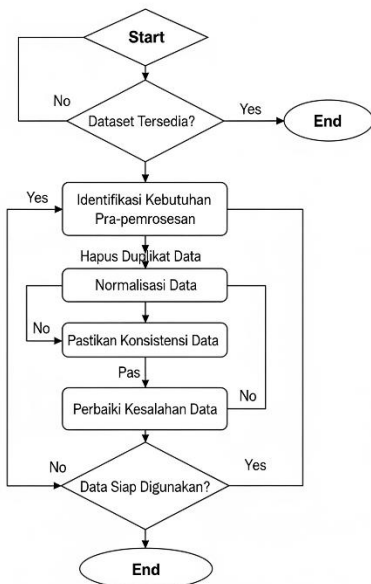 Start
No
Dataset Tersedia?
Yes
End
Yes
Identifikasi Kebutuhan
Pra-pemrosesan
Hapus Duplikat Data
Normalisasi Data
No
Pastikan Konsistensi Data
Pas
Perbaiki Kesalahan Data
No
No
Data Siap Digunakan?
Yes
End